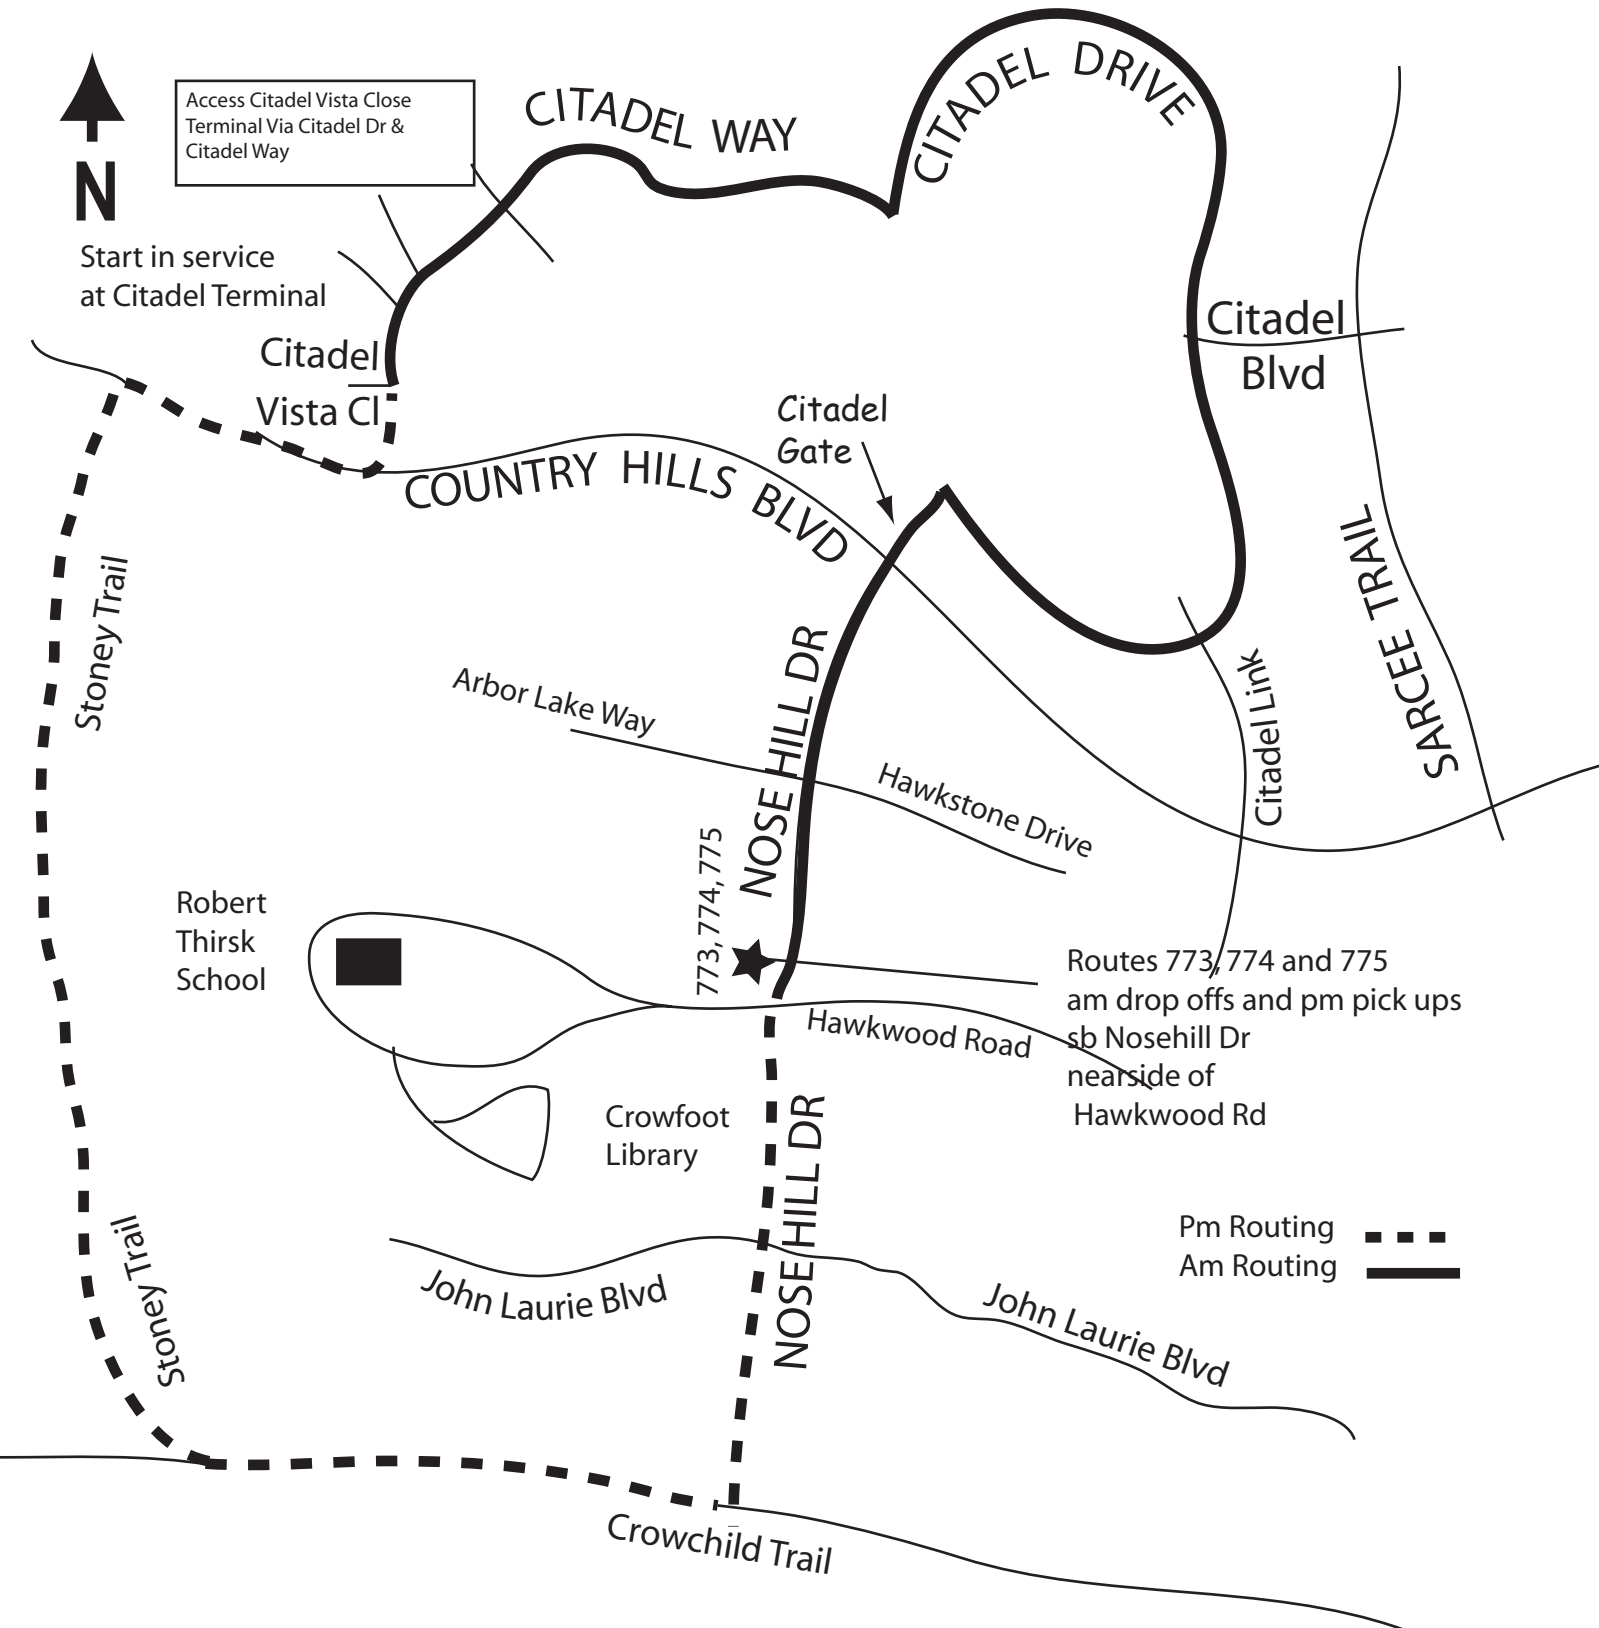 CITADEL DRIVE
Access Citadel Vista Close
Terminal Via Citadel Dr &
Citadel Way
CITADEL WAY
N
Start in service
at Citadel Terminal
Citadel
Vista Cl
Citadel
Blvd
Citadel
Gate
COUNTRY HILLS BLVD
SARCEE TRAIL
Stoney Trail
NOSE HILL DR
Arbor Lake Way
Citadel Link
Hawkstone Drive
773, 774, 775
Robert
Thirsk
School
Routes 773, 774 and 775
am drop offs and pm pick ups
sb Nosehill Dr
nearside of
Hawkwood Rd
Hawkwood Road
Crowfoot
Library
NOSE HILL DR
Stoney Trail
Pm Routing
Am Routing
John Laurie Blvd
John Laurie Blvd
Crowchild Trail